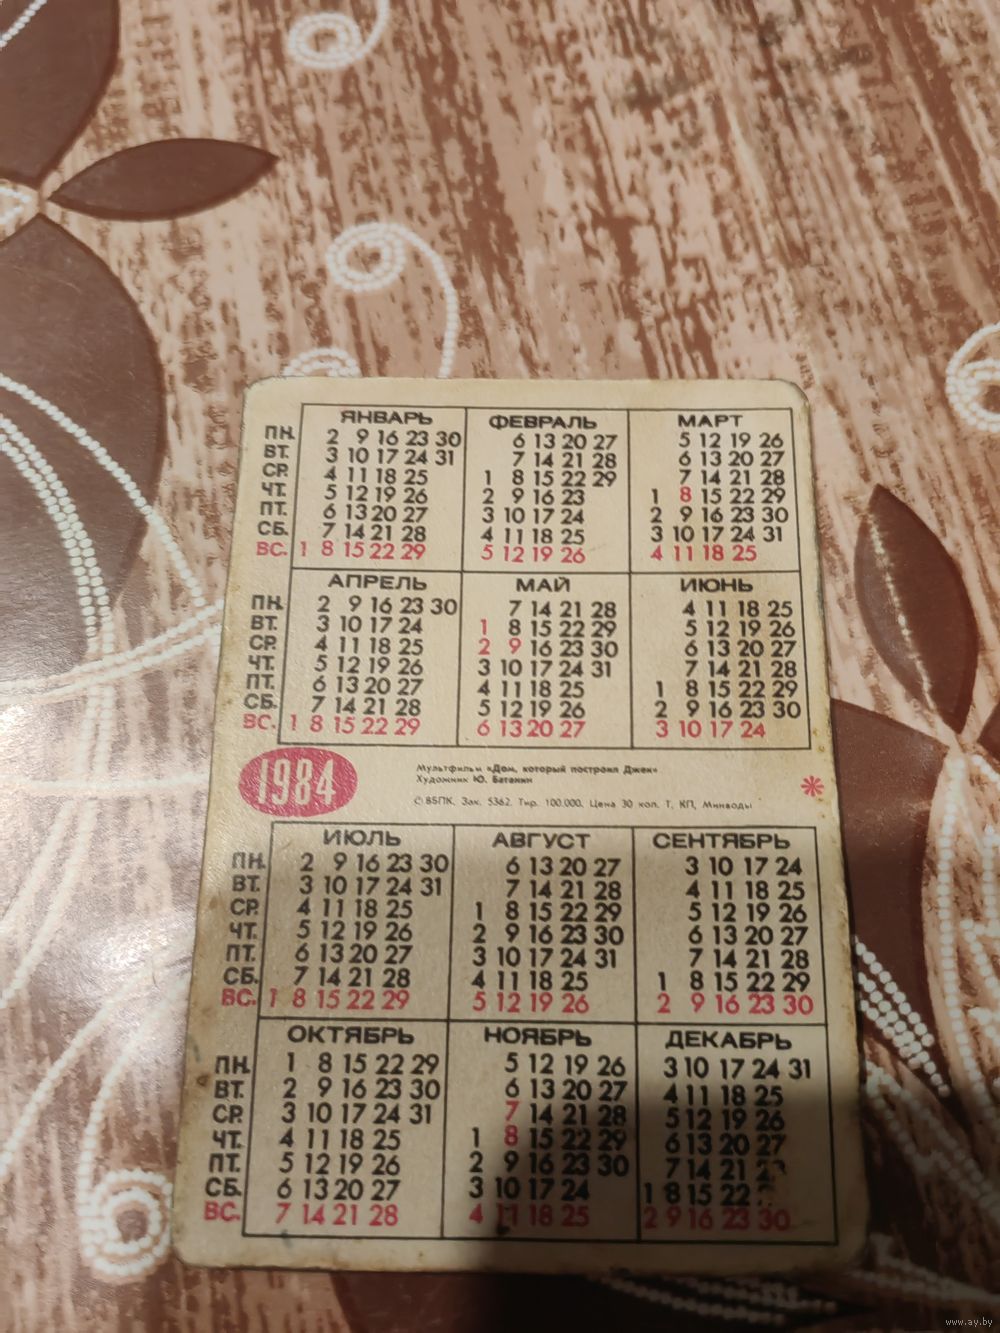 ЯНВАРЬ ФЕВРАЛЬ МАРТ
ПН. 2 9 16 23 30 6 13 20 27 5 12 19 26
ВТ. 3 10 17 24 31 7 14 21 28 6 13 20 27
СР. 4 11 18 25 1 8 15 22 29 7 14 21 28
ЧТ. 5 12 19 26 2 9 16 23 1 8 15 22 29
ПТ. 6 13 20 27 3 10 17 24 2 9 16 23 30
СБ. 7 14 21 28 4 11 18 25 3 10 17 24 31
ВС. 1 8 15 22 29 5 12 19 26 4 11 18 25
АПРЕЛЬ МАЙ ИЮНЬ
ПН. 2 9 16 23 30 7 14 21 28 4 11 18 25
ВТ. 3 10 17 24 1 8 15 22 29 5 12 19 26
СР. 4 11 18 25 2 9 16 23 30 6 13 20 27
ЧТ. 5 12 19 26 3 10 17 24 31 7 14 21 28
ПТ. 6 13 20 27 4 11 18 25 1 8 15 22 29
СБ. 7 14 21 28 5 12 19 26 2 9 16 23 30
ВС. 1 8 15 22 29 6 13 20 27 3 10 17 24
1984
Мультфильм «Дом, который построил Джек»
Художник Ю. Батанин
© ВБПК. Зак. 5362. Тир. 100.000. Цена 30 коп. Т, КП, Минводы
ИЮЛЬ АВГУСТ СЕНТЯБРЬ
ПН. 2 9 16 23 30 6 13 20 27 3 10 17 24
ВТ. 3 10 17 24 31 7 14 21 28 4 11 18 25
СР. 4 11 18 25 1 8 15 22 29 5 12 19 26
ЧТ. 5 12 19 26 2 9 16 23 30 6 13 20 27
ПТ. 6 13 20 27 3 10 17 24 31 7 14 21 28
СБ. 7 14 21 28 4 11 18 25 1 8 15 22 29
ВС. 1 8 15 22 29 5 12 19 26 2 9 16 23 30
ОКТЯБРЬ НОЯБРЬ ДЕКАБРЬ
ПН. 1 8 15 22 29 5 12 19 26 3 10 17 24 31
ВТ. 2 9 16 23 30 6 13 20 27 4 11 18 25
СР. 3 10 17 24 31 7 14 21 28 5 12 19 26
ЧТ. 4 11 18 25 1 8 15 22 29 6 13 20 27
ПТ. 5 12 19 26 2 9 16 23 30 7 14 21
СБ. 6 13 20 27 3 10 17 24 1 8 15 22
ВС. 7 14 21 28 4 11 18 25 2 9 16 23 30
www.ay.by